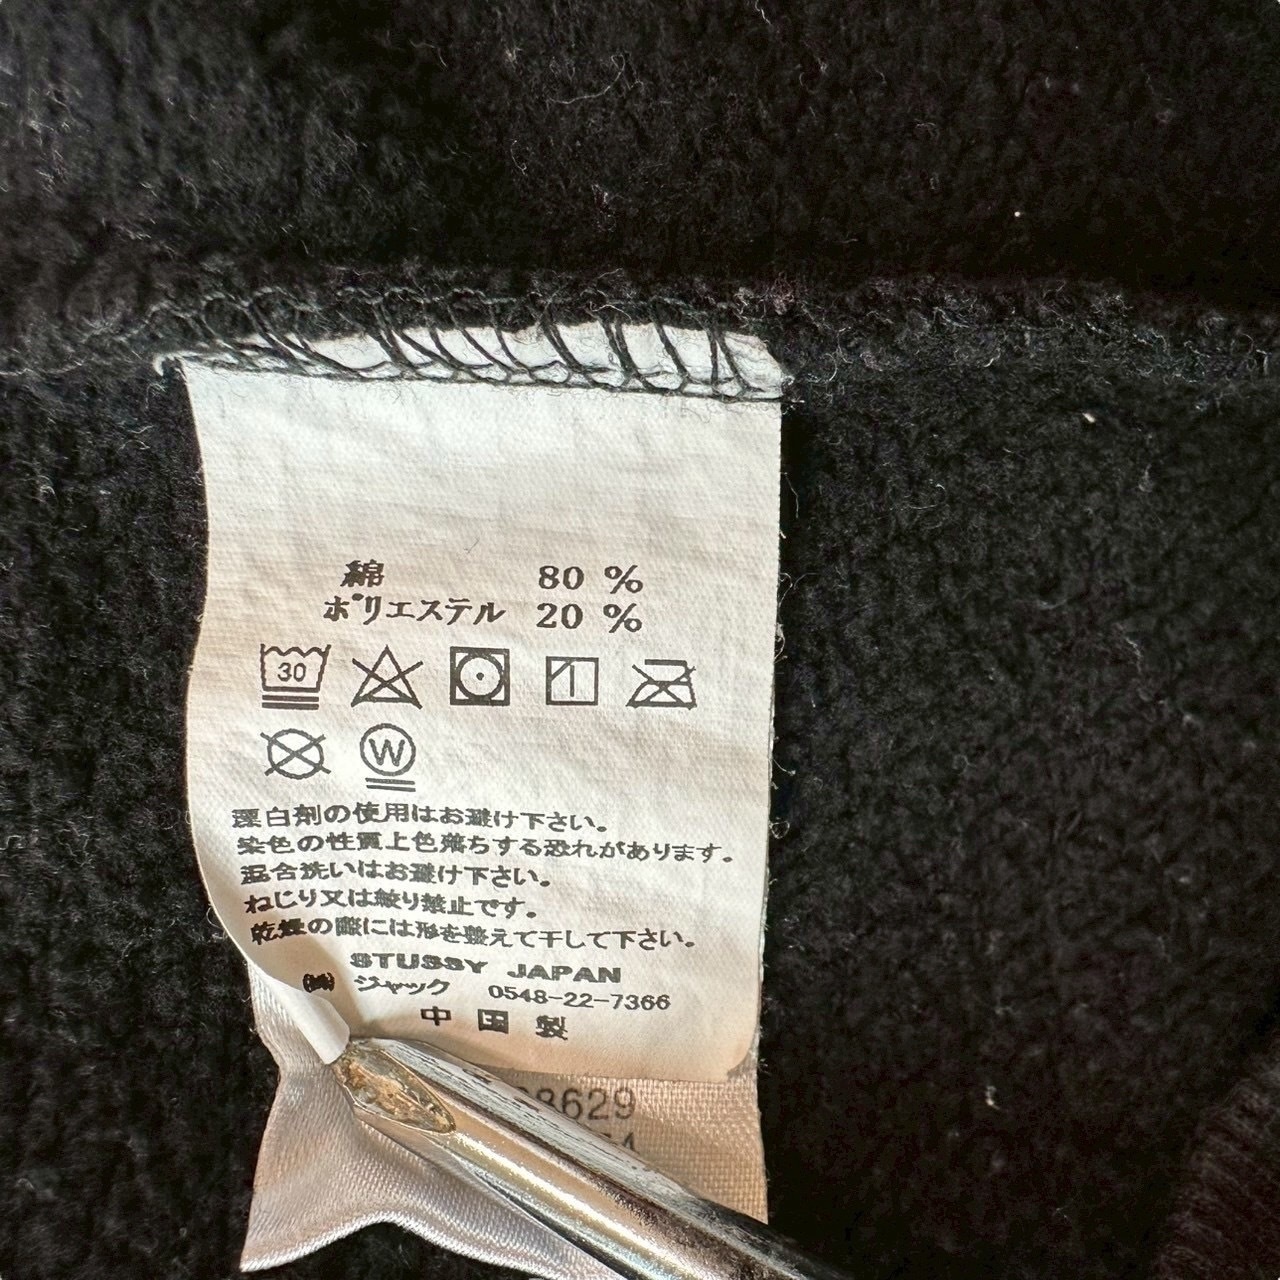 綿 80 %
ポリエステル 20 %
30
W
漂白剤の使用はお避け下さい。
染色の性質上色落ちする恐れがあります。
混合洗いはお避け下さい。
ねじり又は絞り禁止です。
乾燥の際には形を整えて干して下さい。
STUSSY JAPAN
㈱ ジャック 0548-22-7366
中国製
8629